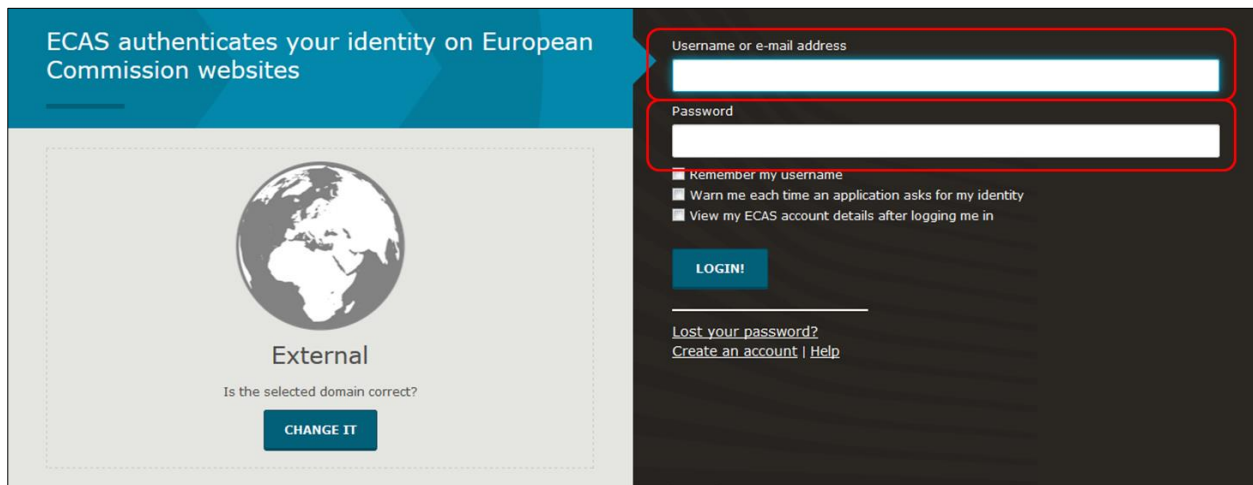 ECAS authenticates your identity on European
Commission websites
External
Is the selected domain correct?
CHANGE IT
Username or e-mail address
Password
Remember my username
Warn me each time an application asks for my identity
View my ECAS account details after logging me in
LOGIN!
Lost your password?
Create an account | Help